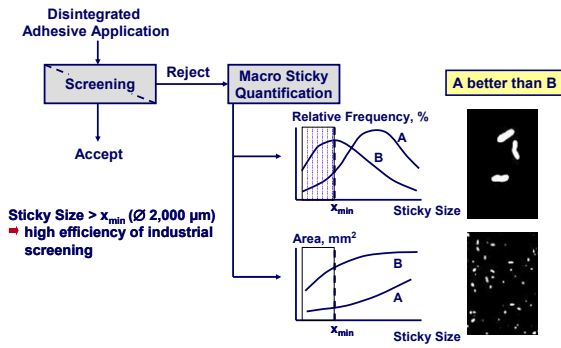 Disintegrated
Adhesive Application
Screening
Reject
Macro Sticky
Quantification
A better than B
Accept
Relative Frequency, %
A
B
xmin
Sticky Size
Sticky Size > xmin (Ø 2,000 µm)
➡ high efficiency of industrial
screening
Area, mm²
B
A
xmin
Sticky Size